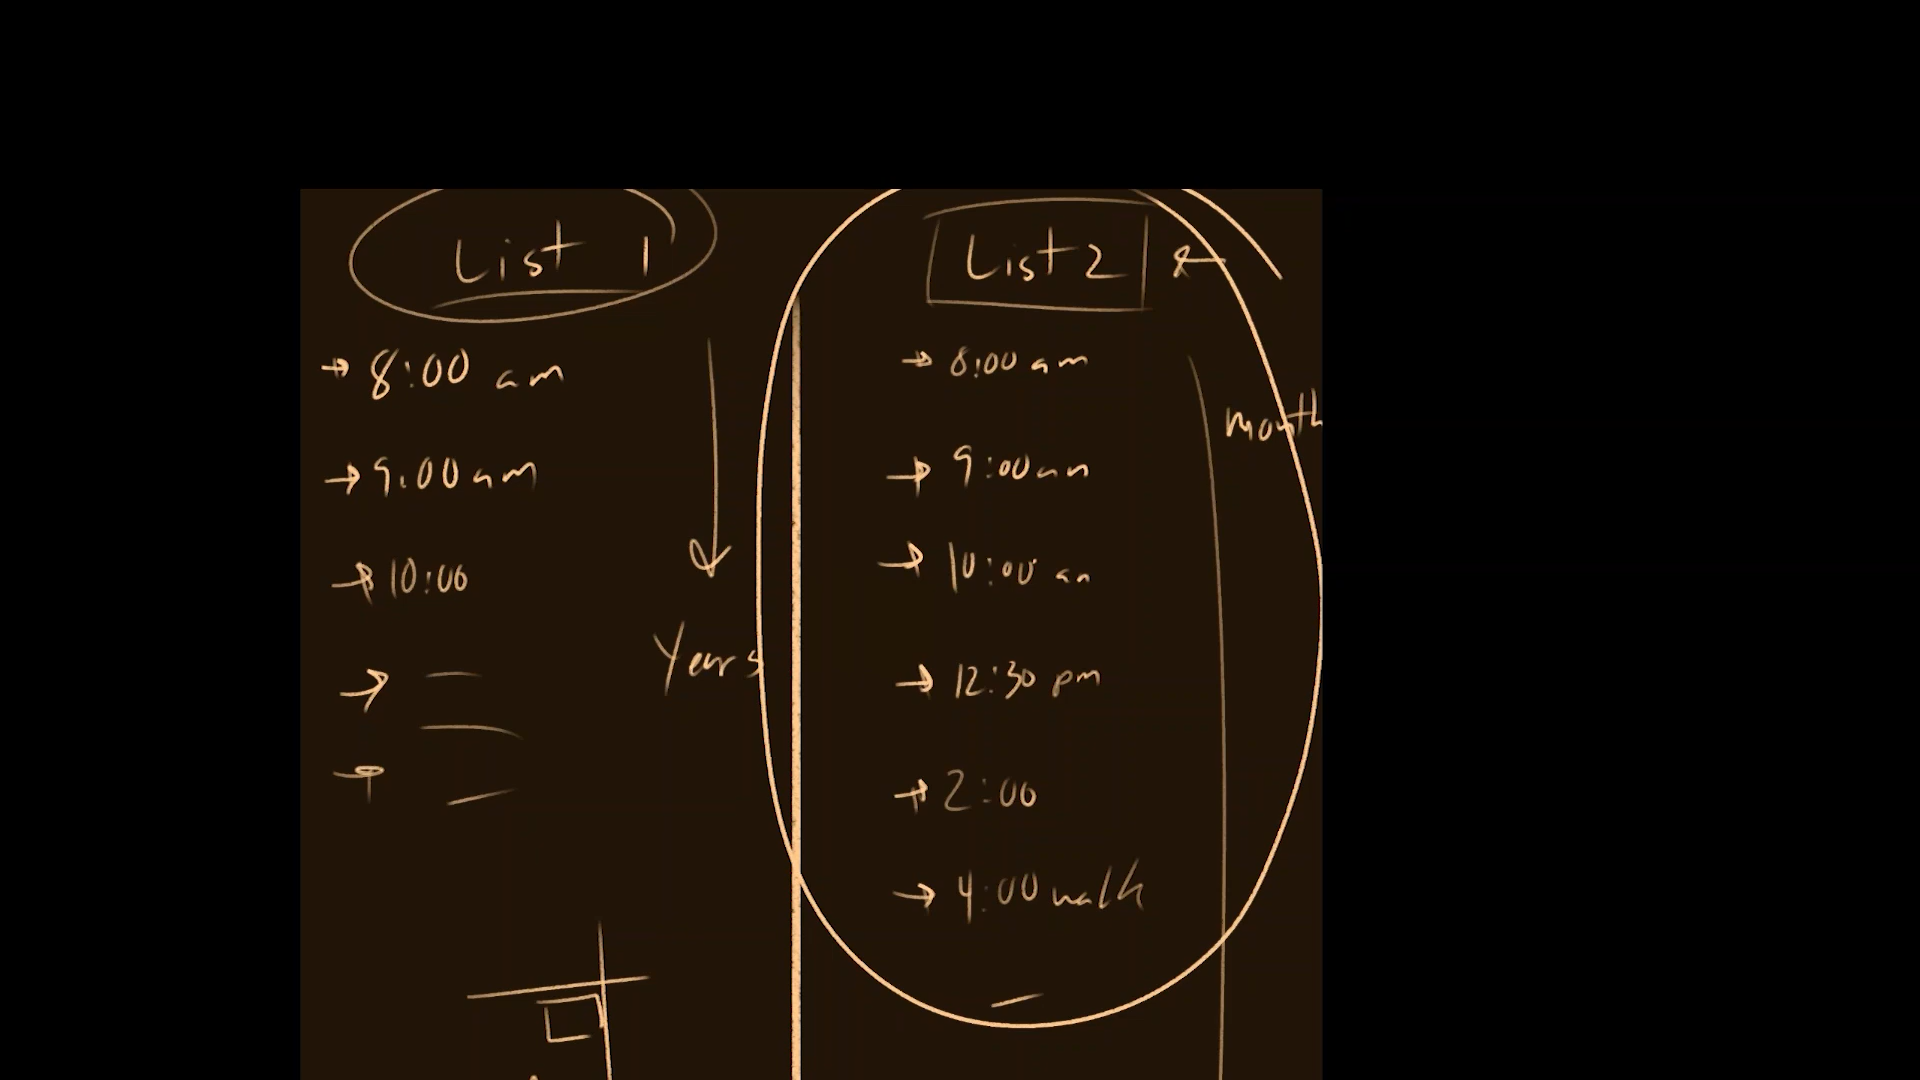 List 1
→ 8:00 am
→ 9:00 am
→ 10:00
→
→
Years
List 2
→ 8:00 am
→ 9:00 am
→ 10:00 am
→ 12:30 pm
→ 2:00
→ 4:00 walk
month